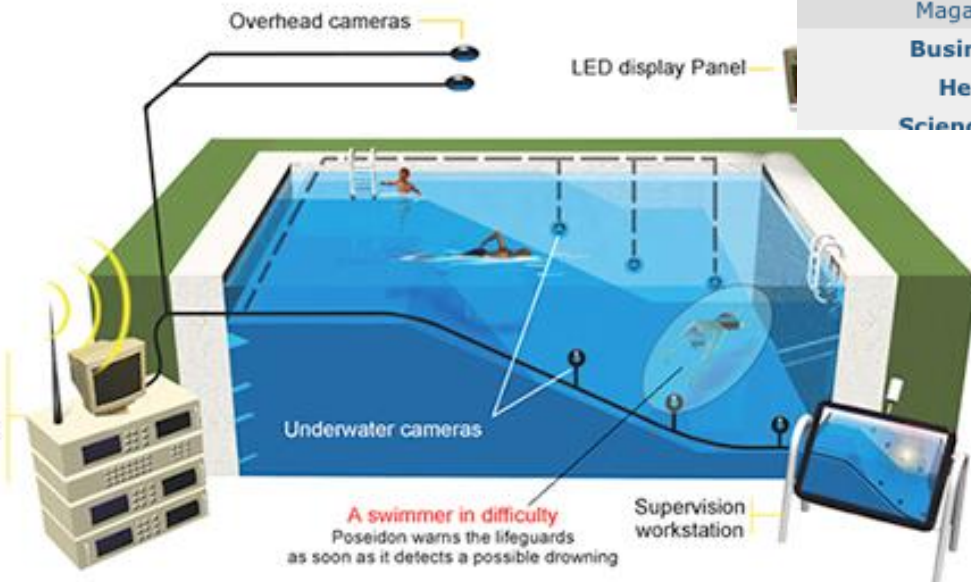 Overhead cameras
LED display Panel
Underwater cameras
A swimmer in difficulty
Poseidon warns the lifeguards
as soon as it detects a possible drowning
Supervision
workstation